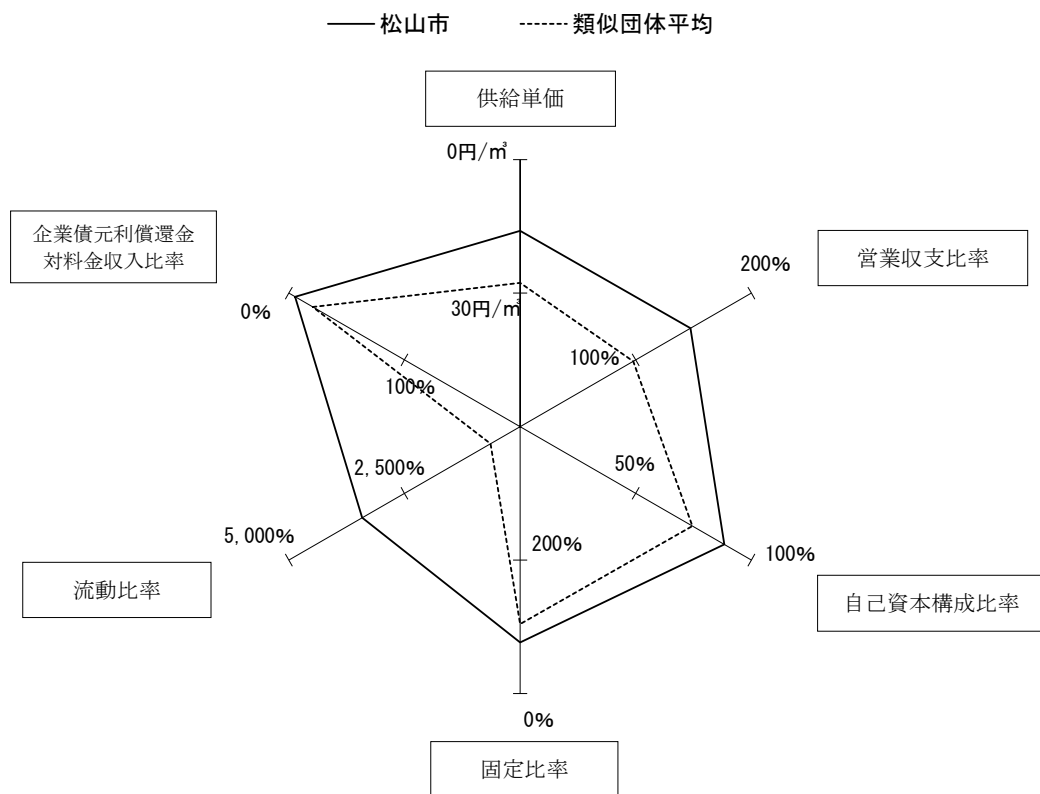 松山市
類似団体平均
供給単価
0円/㎥
企業債元利償還金
対料金収入比率
営業収支比率
200%
0%
30円/㎥
100%
100%
2,500%
50%
5,000%
200%
100%
流動比率
自己資本構成比率
0%
固定比率